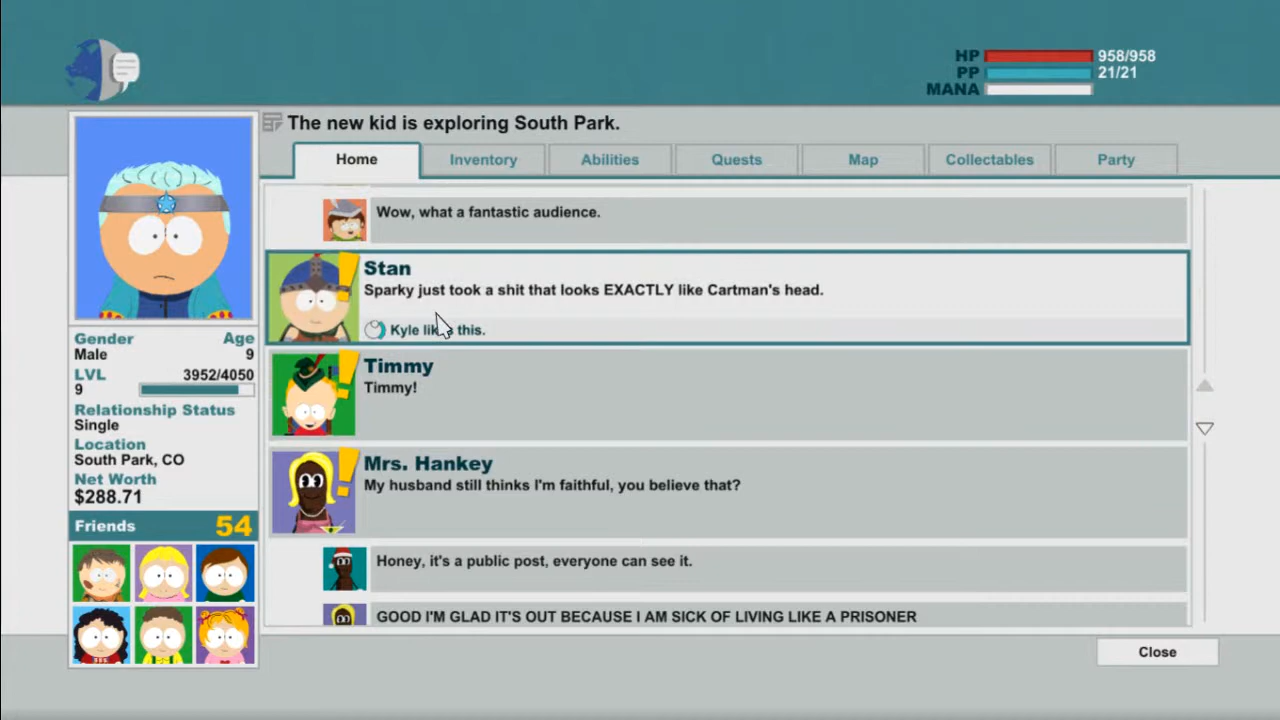 HP 958/958
PP 21/21
MANA
The new kid is exploring South Park.
Home Inventory Abilities Quests Map Collectables Party
Wow, what a fantastic audience.
Stan
Sparky just took a shit that looks EXACTLY like Cartman's head.
Kyle likes this.
Timmy
Timmy!
Mrs. Hankey
My husband still thinks I'm faithful, you believe that?
Honey, it's a public post, everyone can see it.
GOOD I'M GLAD IT'S OUT BECAUSE I AM SICK OF LIVING LIKE A PRISONER
Gender Age
Male 9
LVL 3952/4050
9
Relationship Status
Single
Location
South Park, CO
Net Worth
$288.71
Friends 54
Close